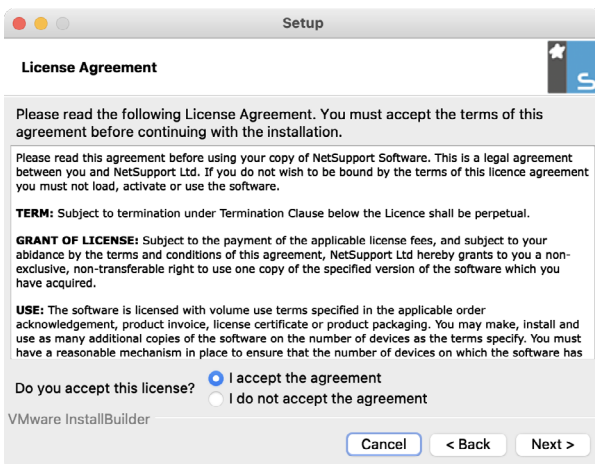 Setup
License Agreement
Please read the following License Agreement. You must accept the terms of this
agreement before continuing with the installation.
Please read this agreement before using your copy of NetSupport Software. This is a legal agreement
between you and NetSupport Ltd. If you do not wish to be bound by the terms of this licence agreement
you must not load, activate or use the software.
TERM: Subject to termination under Termination Clause below the Licence shall be perpetual.
GRANT OF LICENSE: Subject to the payment of the applicable license fees, and subject to your
abidance by the terms and conditions of this agreement, NetSupport Ltd hereby grants to you a non-
exclusive, non-transferable right to use one copy of the specified version of the software which you
have acquired.
USE: The software is licensed with volume use terms specified in the applicable order
acknowledgement, product invoice, license certificate or product packaging. You may make, install and
use as many additional copies of the software on the number of devices as the terms specify. You must
have a reasonable mechanism in place to ensure that the number of devices on which the software has
Do you accept this license?
I accept the agreement
I do not accept the agreement
VMware InstallBuilder
Cancel
< Back
Next >